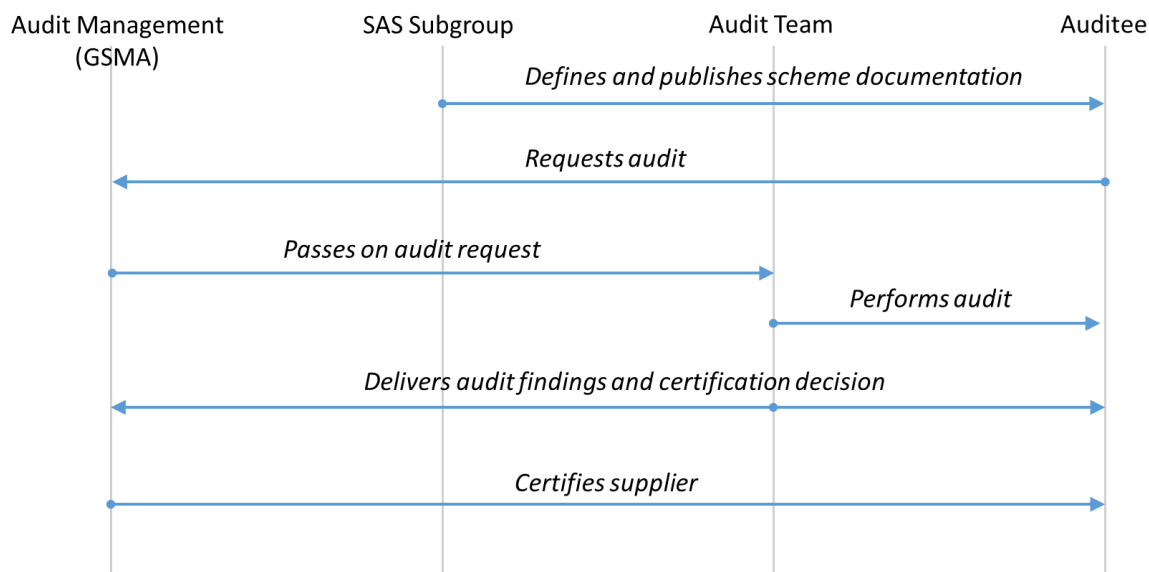 Audit Management
(GSMA)
SAS Subgroup
Audit Team
Auditee
Defines and publishes scheme documentation
Requests audit
Passes on audit request
Performs audit
Delivers audit findings and certification decision
Certifies supplier